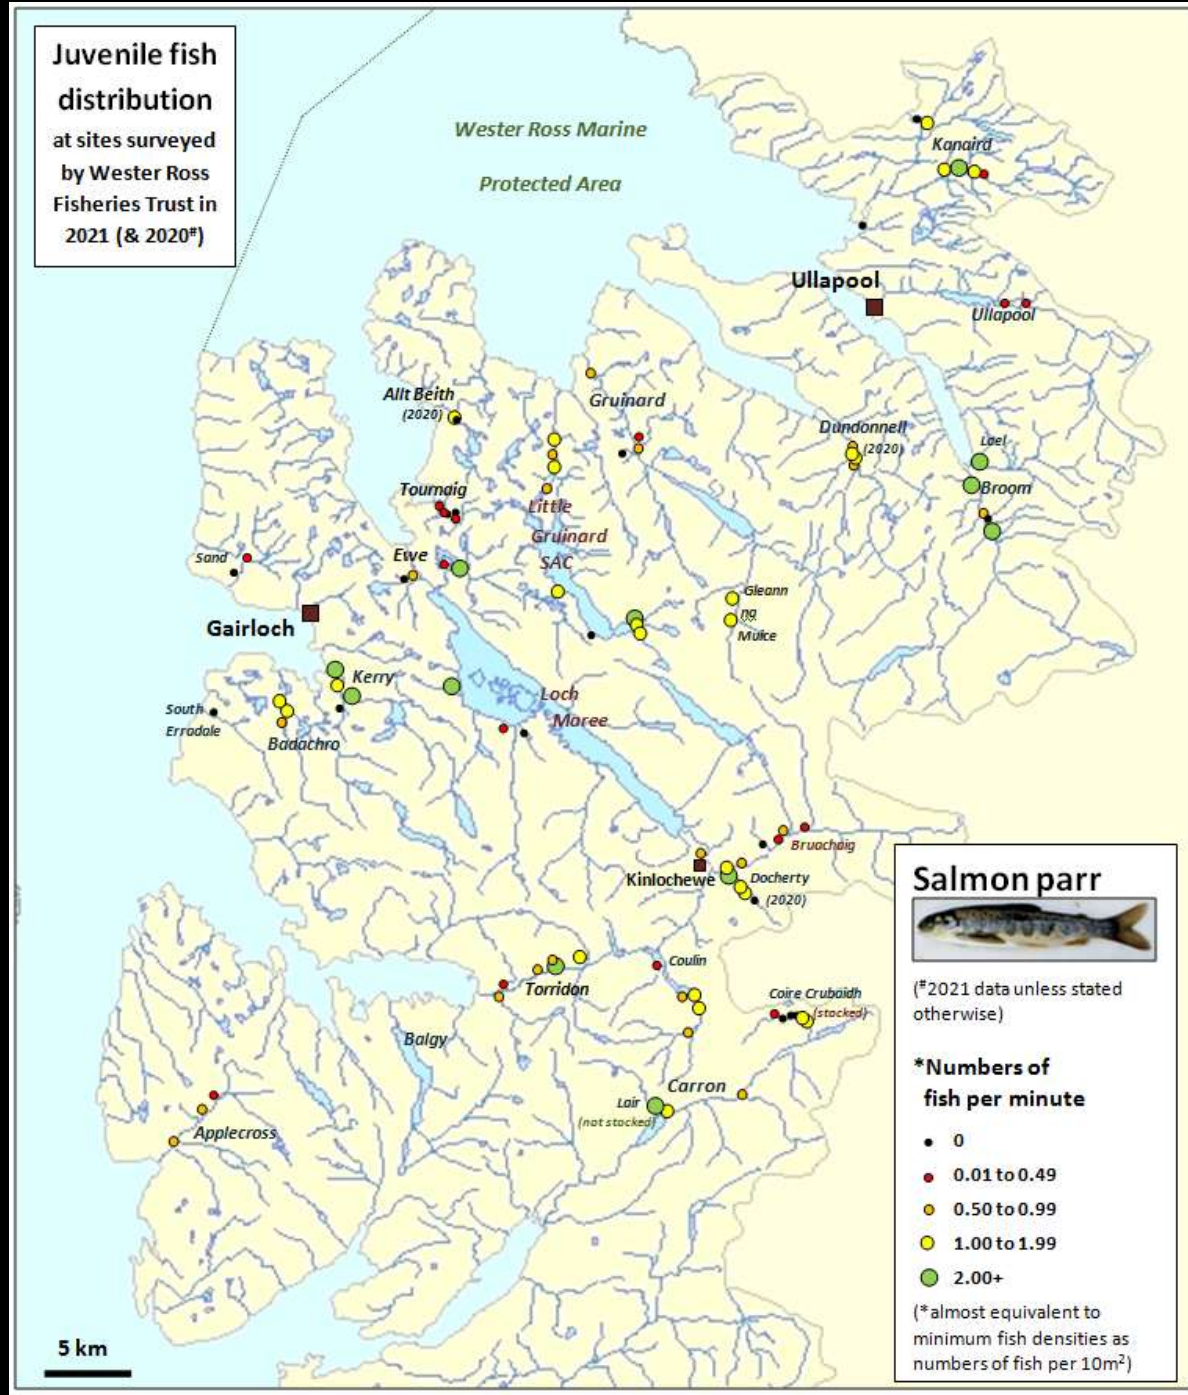 Juvenile fish
distribution
at sites surveyed
by Wester Ross
Fisheries Trust in
2021 (& 2020#)
Wester Ross Marine
Protected Area
Kanaird
Ullapool
Ullapool
Allt Beith
(2020)
Gruinard
Dundonnell
(2020)
Lael
Broom
Tournaig
Little
Gruinard
SAC
Sand
Ewe
Gleann
na
Muice
Gairloch
Kerry
Loch
Maree
South
Erradale
Badachro
Bruachaig
Kinlochewe
Docherty
(2020)
Coulin
Torridon
Coire Crubaidh
(stocked)
Balgy
Carron
Lair
(not stocked)
Applecross
5 km
Salmon parr
(#2021 data unless stated
otherwise)
*Numbers of
fish per minute
0
0.01 to 0.49
0.50 to 0.99
1.00 to 1.99
2.00+
(*almost equivalent to
minimum fish densities as
numbers of fish per 10m²)